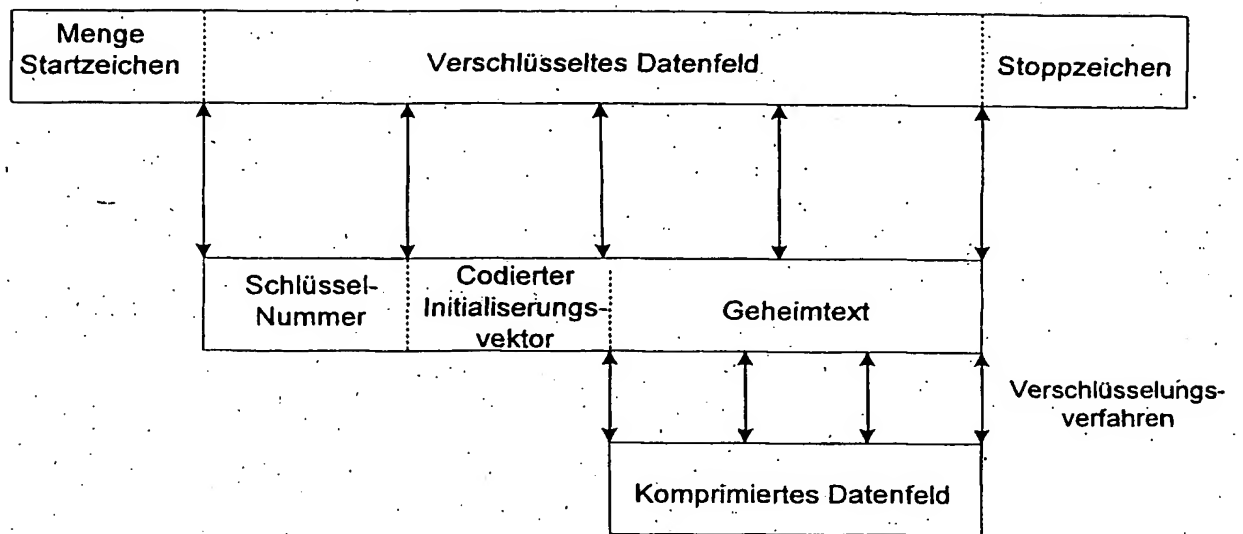 Menge
Startzeichen
Verschlüsseltes Datenfeld
Stoppzeichen
Schlüssel-
Nummer
Codierter
Initialiserungs-
vektor
Geheimtext
Verschlüsselungs-
verfahren
Komprimiertes Datenfeld